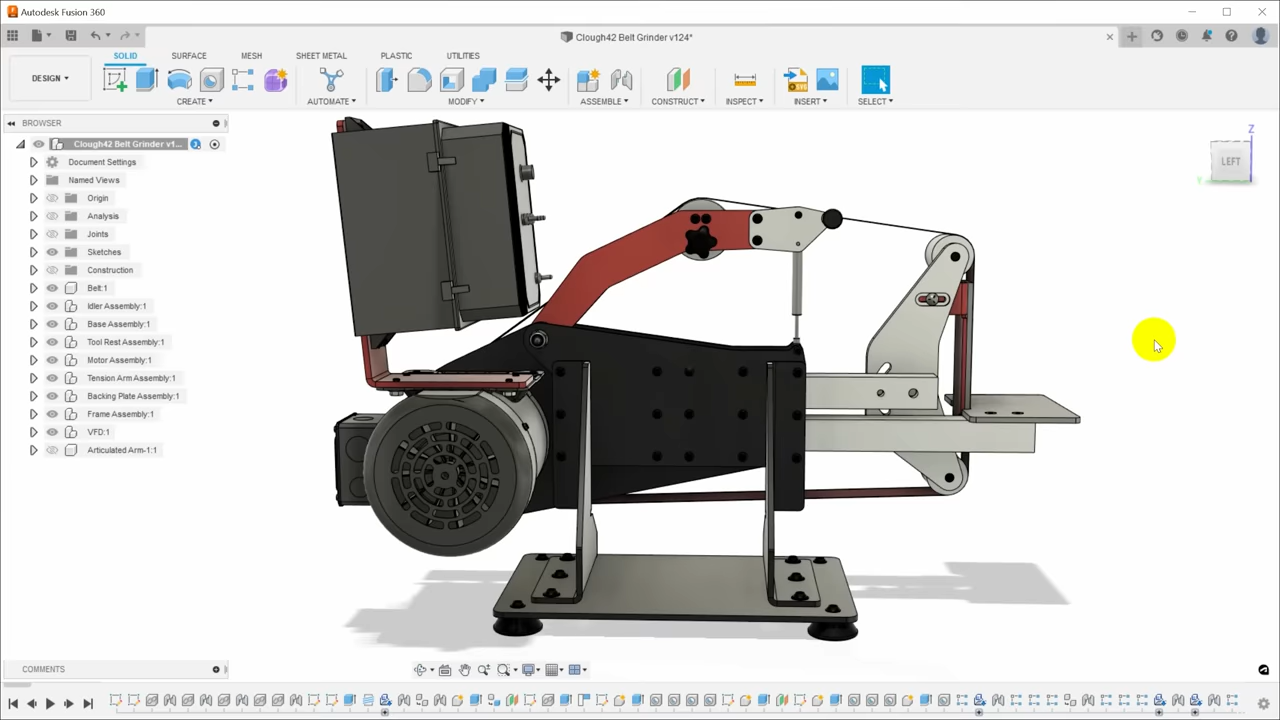 Autodesk Fusion 360
Clough42 Belt Grinder v124*
SOLID SURFACE MESH SHEET METAL PLASTIC UTILITIES
DESIGN
CREATE AUTOMATE MODIFY ASSEMBLE CONSTRUCT INSPECT INSERT SELECT
BROWSER
Clough42 Belt Grinder v1...
Document Settings
Named Views
Origin
Analysis
Joints
Sketches
Construction
Belt:1
Idler Assembly:1
Base Assembly:1
Tool Rest Assembly:1
Motor Assembly:1
Tension Arm Assembly:1
Backing Plate Assembly:1
Frame Assembly:1
VFD:1
Articulated Arm-1:1
Z
LEFT
Y
COMMENTS